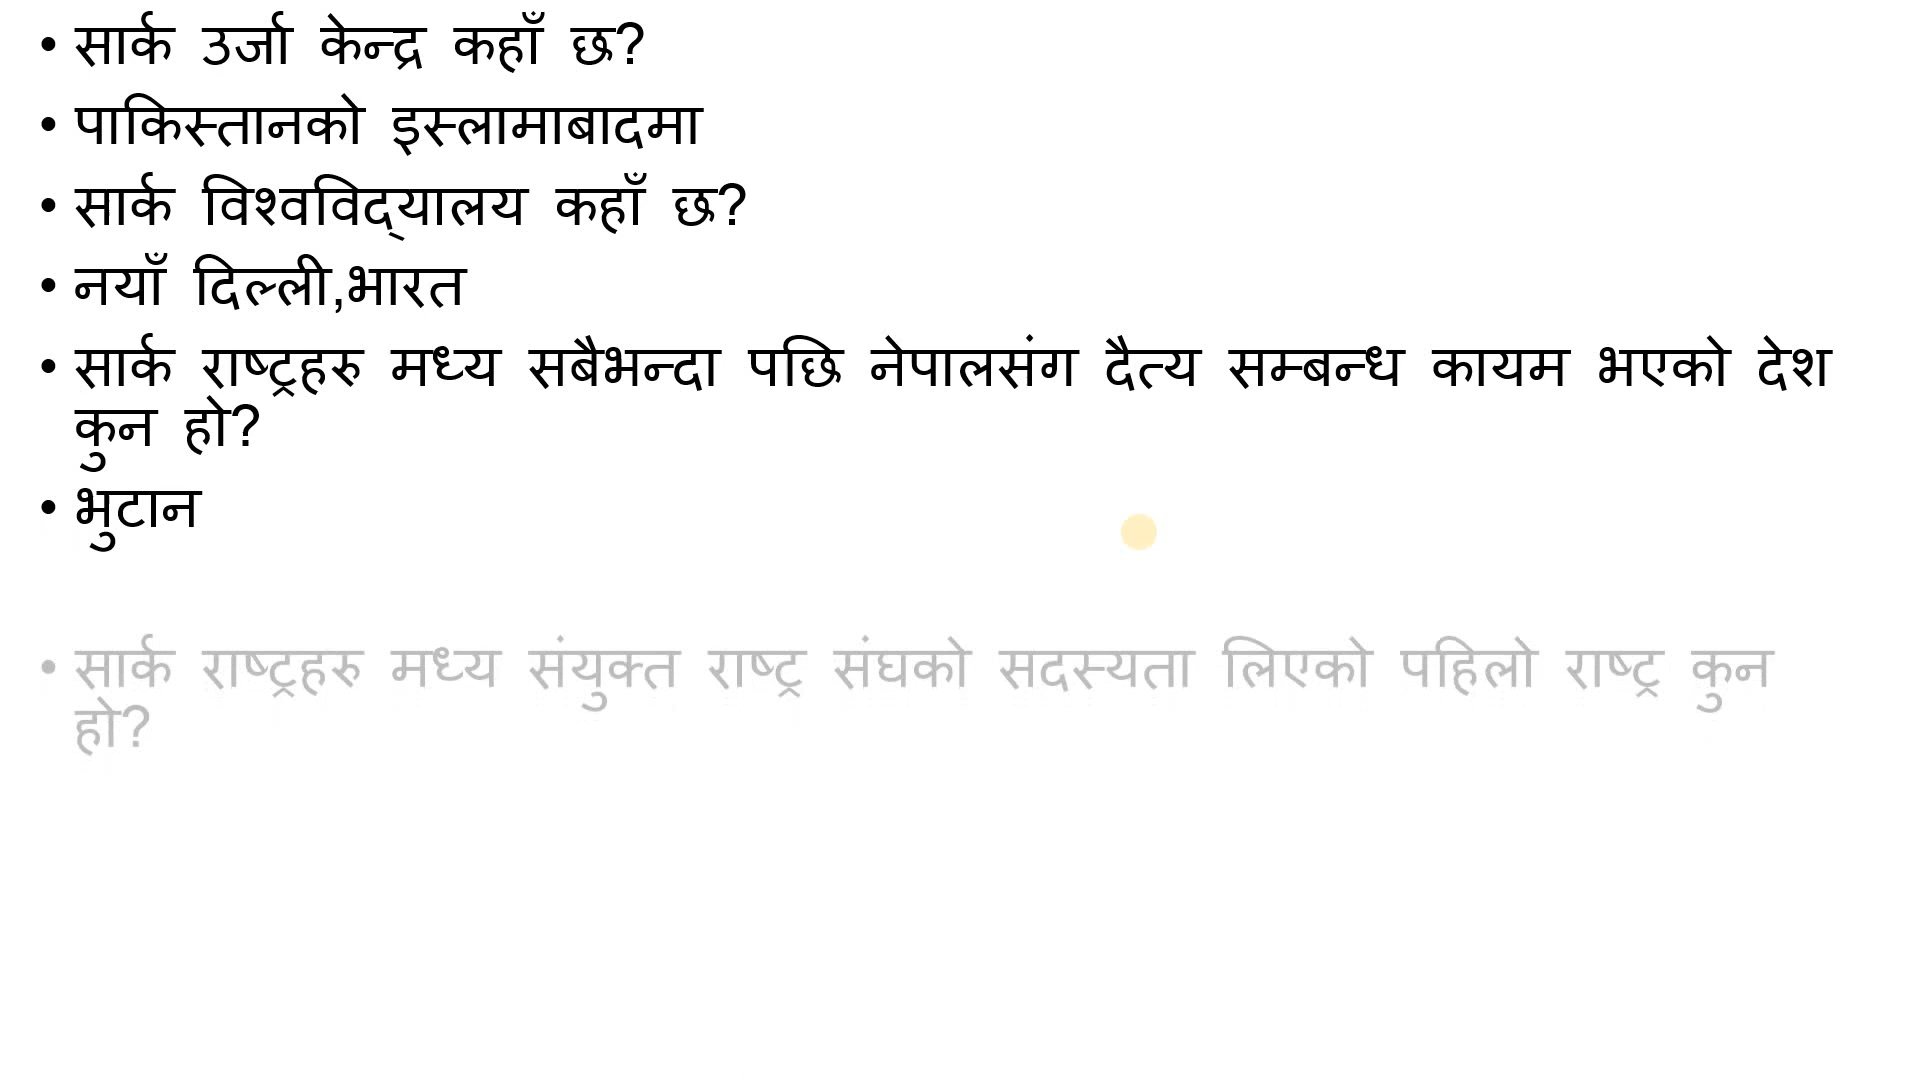 • सार्क उर्जा केन्द्र कहाँ छ?
• पाकिस्तानको इस्लामाबादमा
• सार्क विश्वविद्‌यालय कहाँ छ?
• नयाँ दिल्ली,भारत
• सार्क राष्ट्रहरु मध्य सबैभन्दा पछि नेपालसंग दैत्य सम्बन्ध कायम भएको देश
कुन हो?
• भुटान
• सार्क राष्ट्रहरु मध्य संयुक्त राष्ट्र संघको सदस्यता लिएको पहिलो राष्ट्र कुन
हो?